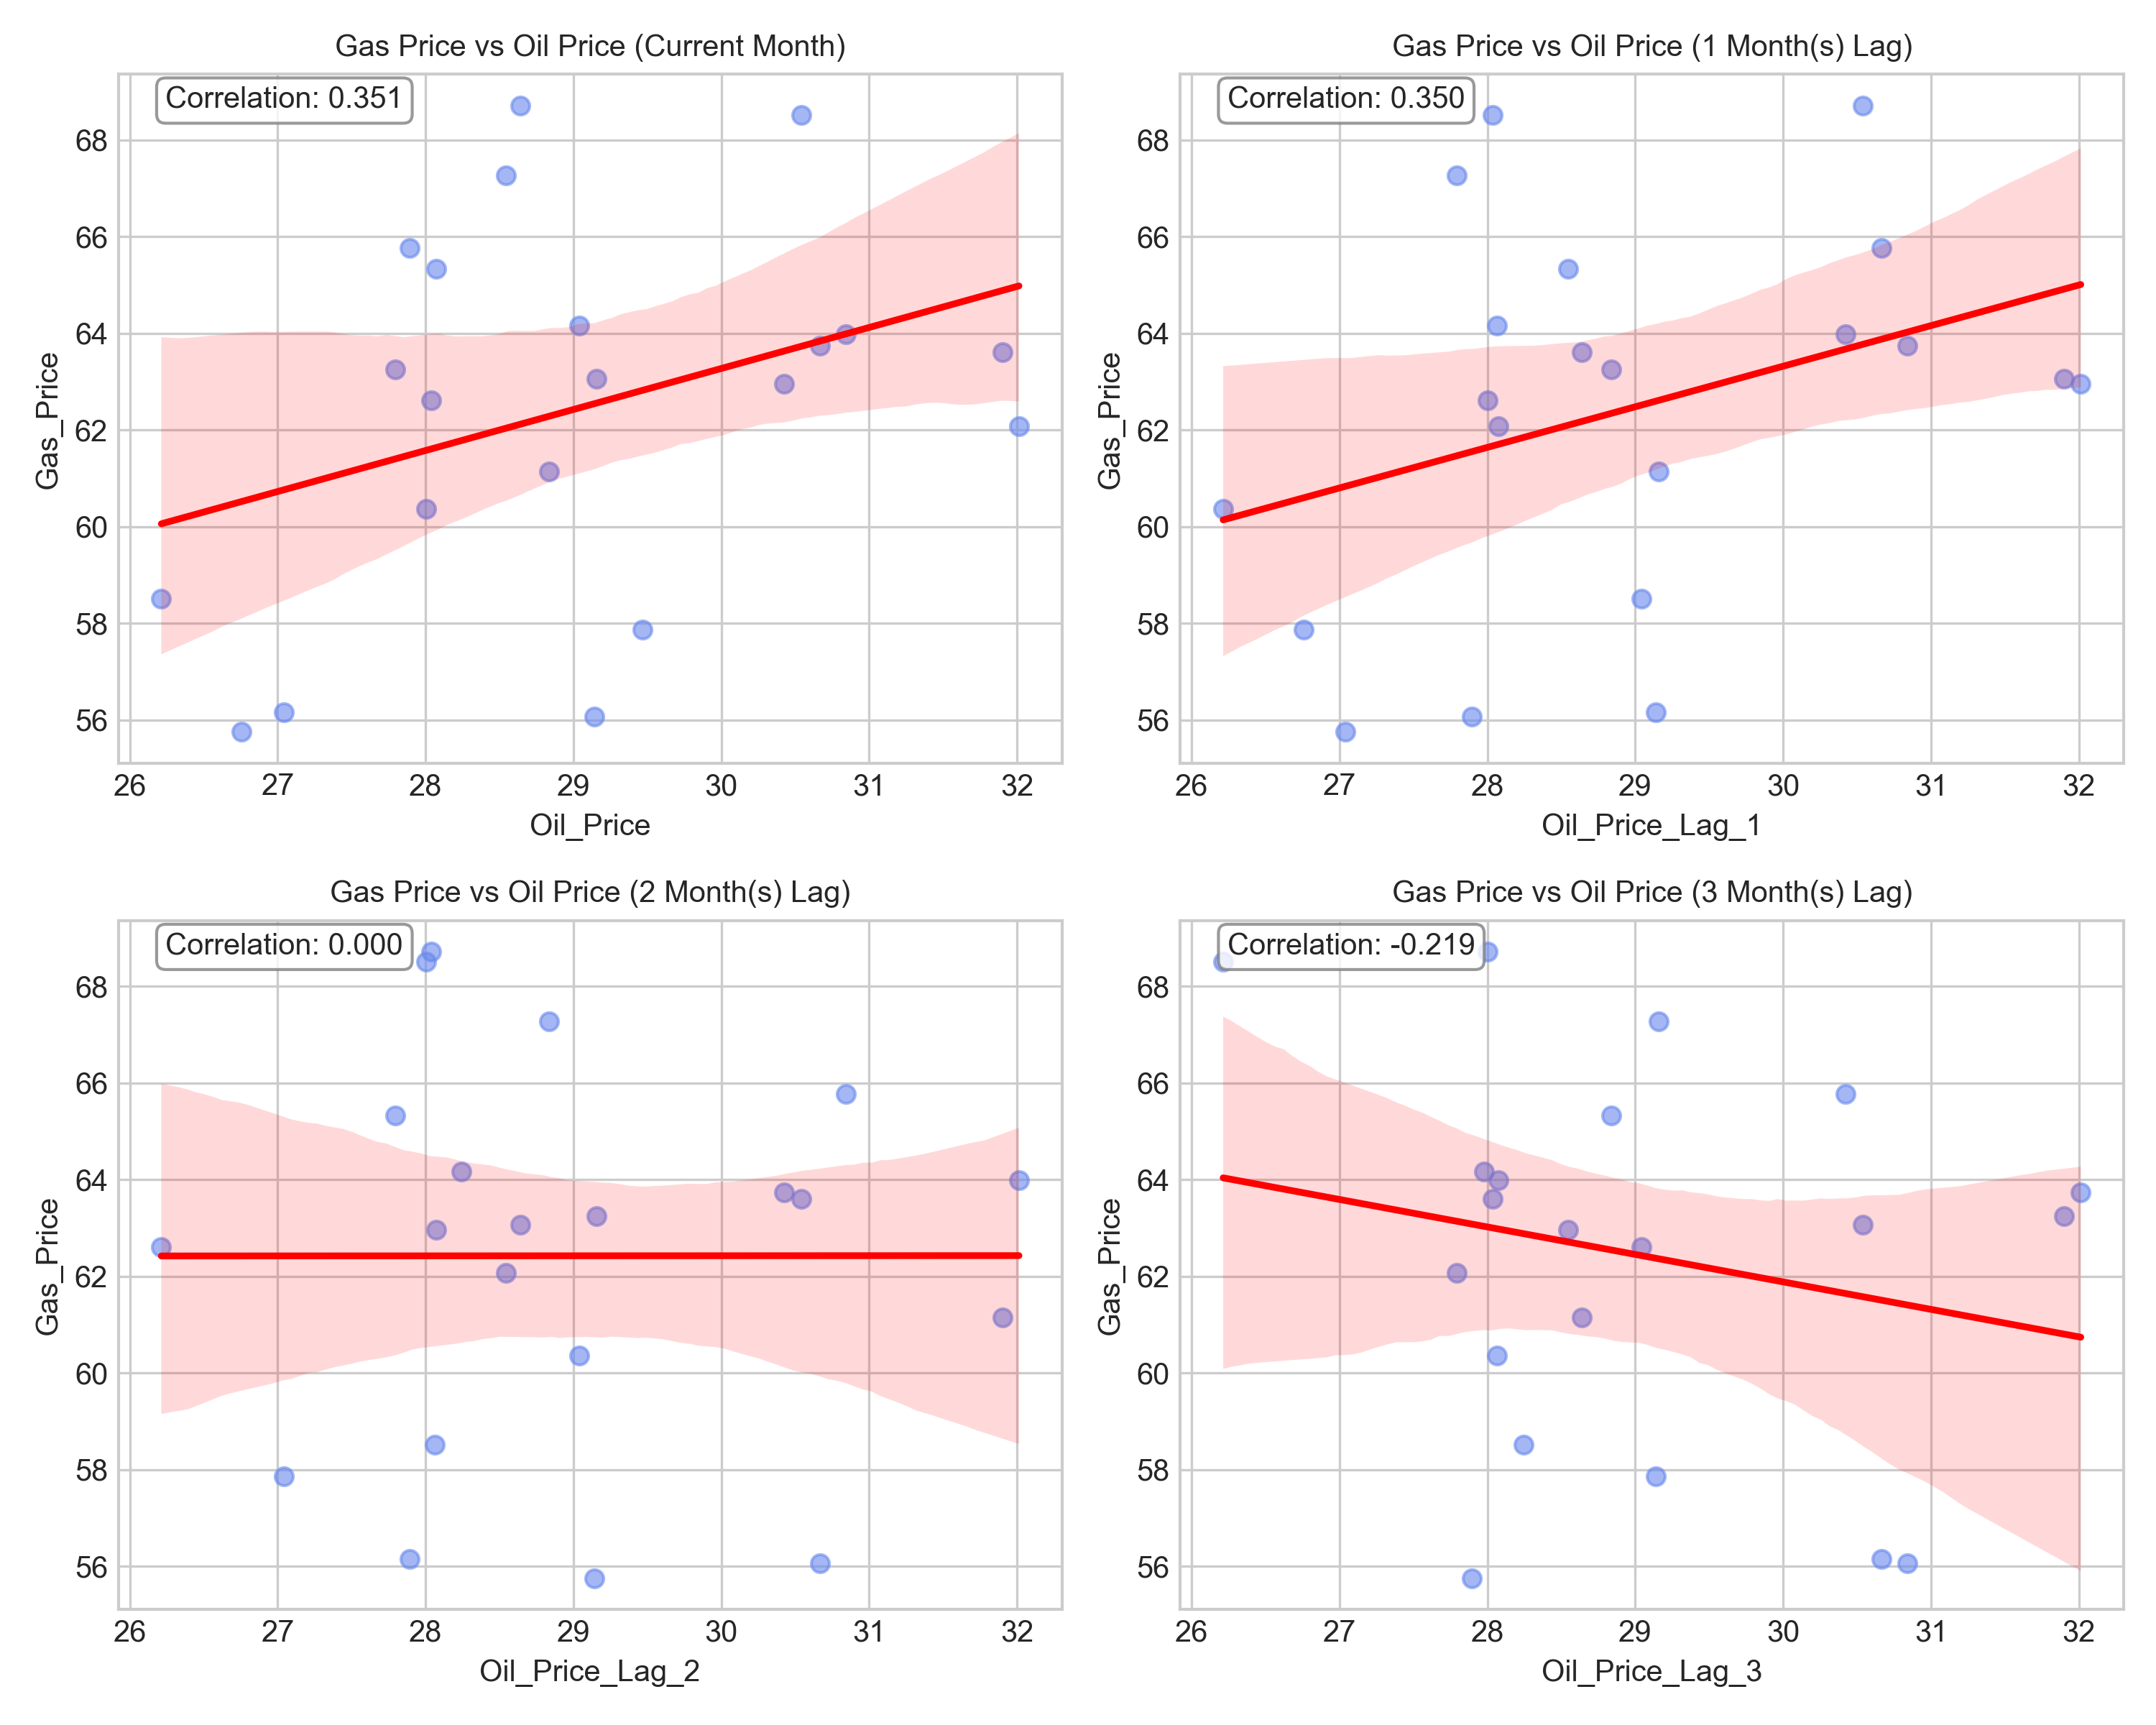 Gas Price vs Oil Price (Current Month)
Correlation: 0.351
68
66
64
62
60
58
56
Gas_Price
26 27 28 29 30 31 32
Oil_Price
Gas Price vs Oil Price (1 Month(s) Lag)
Correlation: 0.350
68
66
64
62
60
58
56
Gas_Price
26 27 28 29 30 31 32
Oil_Price_Lag_1
Gas Price vs Oil Price (2 Month(s) Lag)
Correlation: 0.000
68
66
64
62
60
58
56
Gas_Price
26 27 28 29 30 31 32
Oil_Price_Lag_2
Gas Price vs Oil Price (3 Month(s) Lag)
Correlation: -0.219
68
66
64
62
60
58
56
Gas_Price
26 27 28 29 30 31 32
Oil_Price_Lag_3